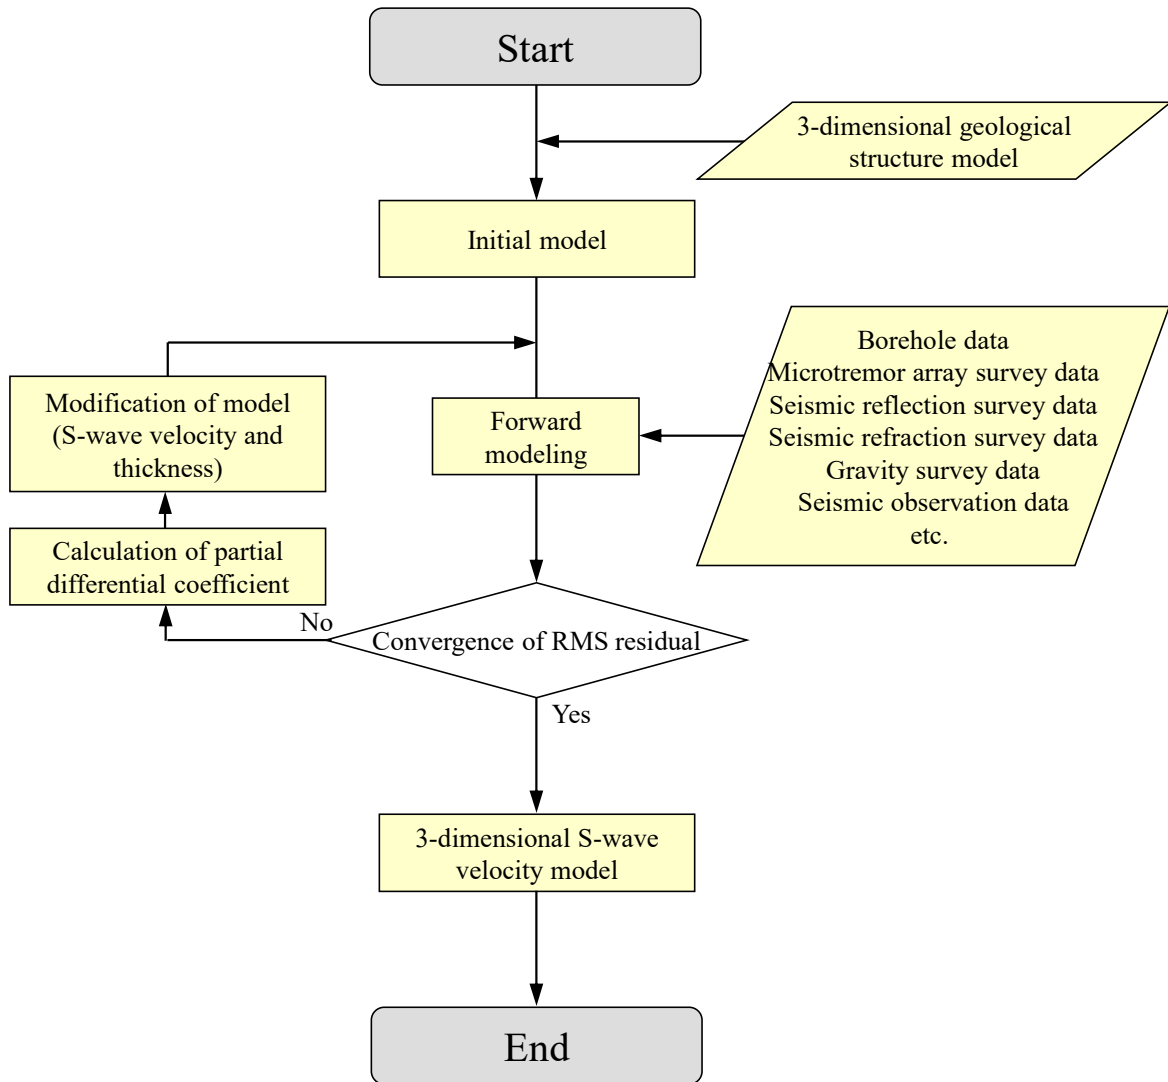 Start
3-dimensional geological
structure model
Initial model
Borehole data
Microtremor array survey data
Seismic reflection survey data
Seismic refraction survey data
Gravity survey data
Seismic observation data
etc.
Modification of model
(S-wave velocity and
thickness)
Forward
modeling
Calculation of partial
differential coefficient
No
Convergence of RMS residual
Yes
3-dimensional S-wave
velocity model
End